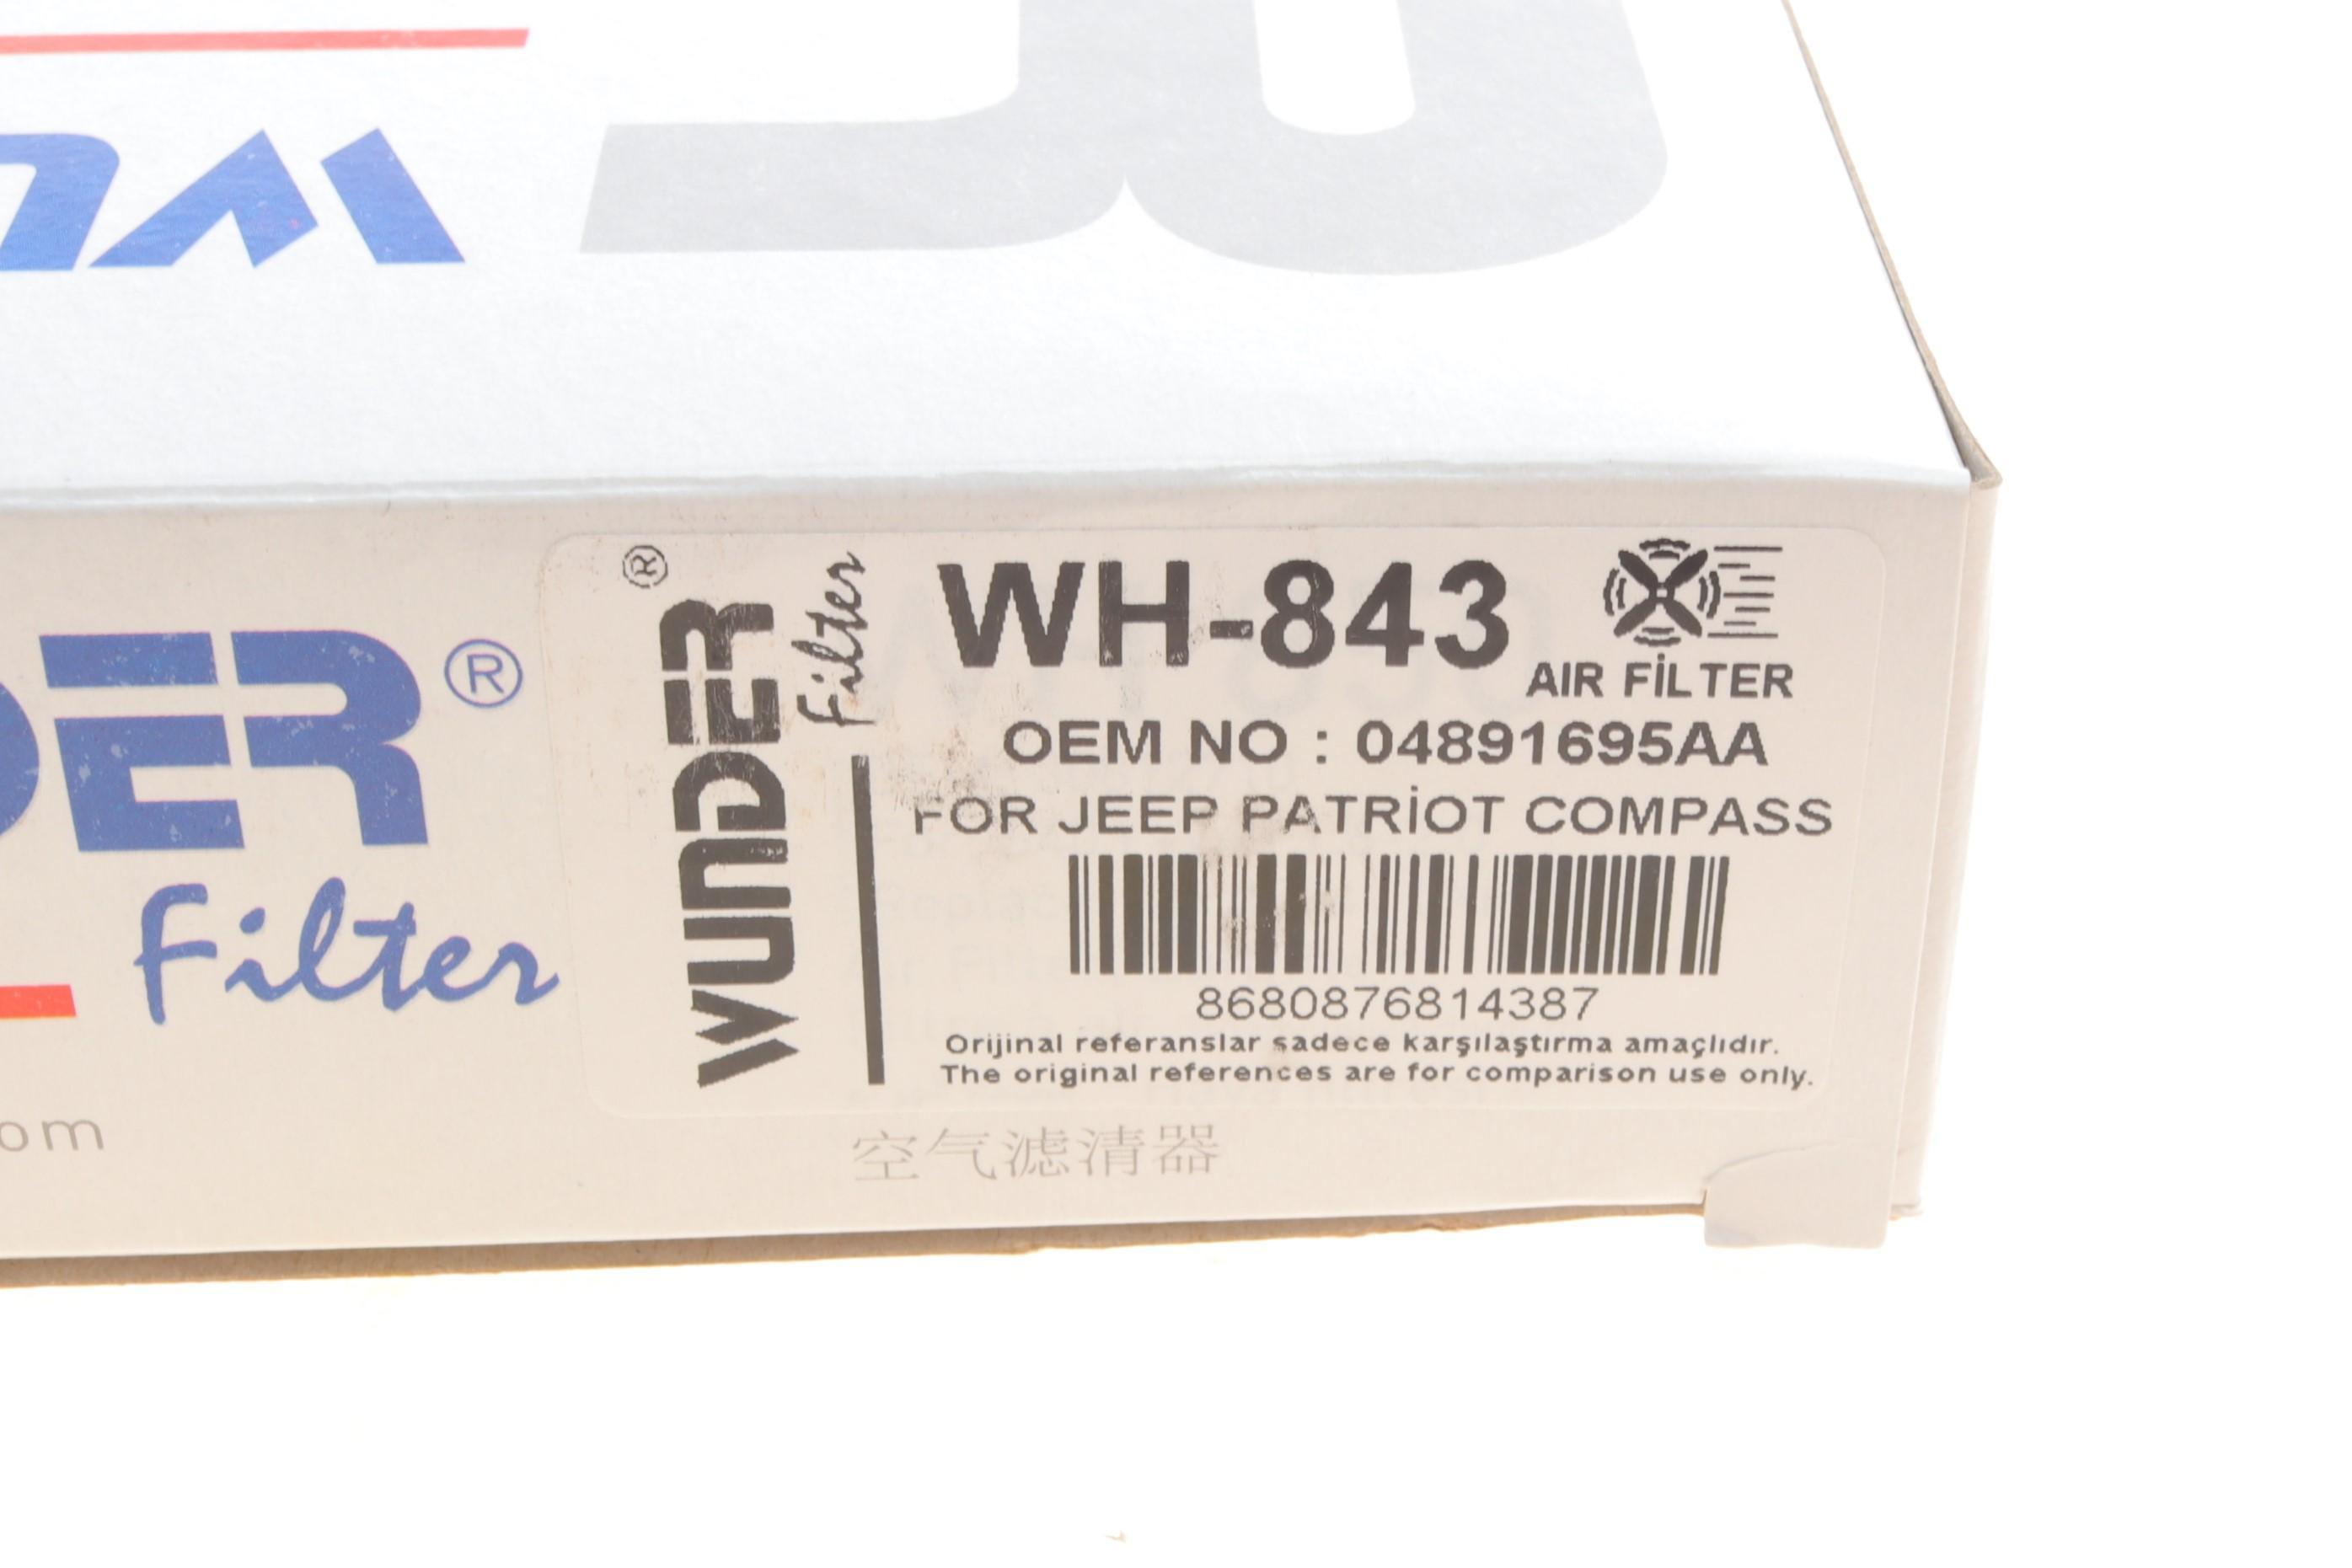 WU
DER®
Filter
om
WUNDER®
Filter
WH-843
AIR FİLTER
OEM NO : 04891695AA
FOR JEEP PATRİOT COMPASS
8680876814387
Orijinal referanslar sadece karşılaştırma amaçlıdır.
The original references are for comparison use only.
空气滤清器